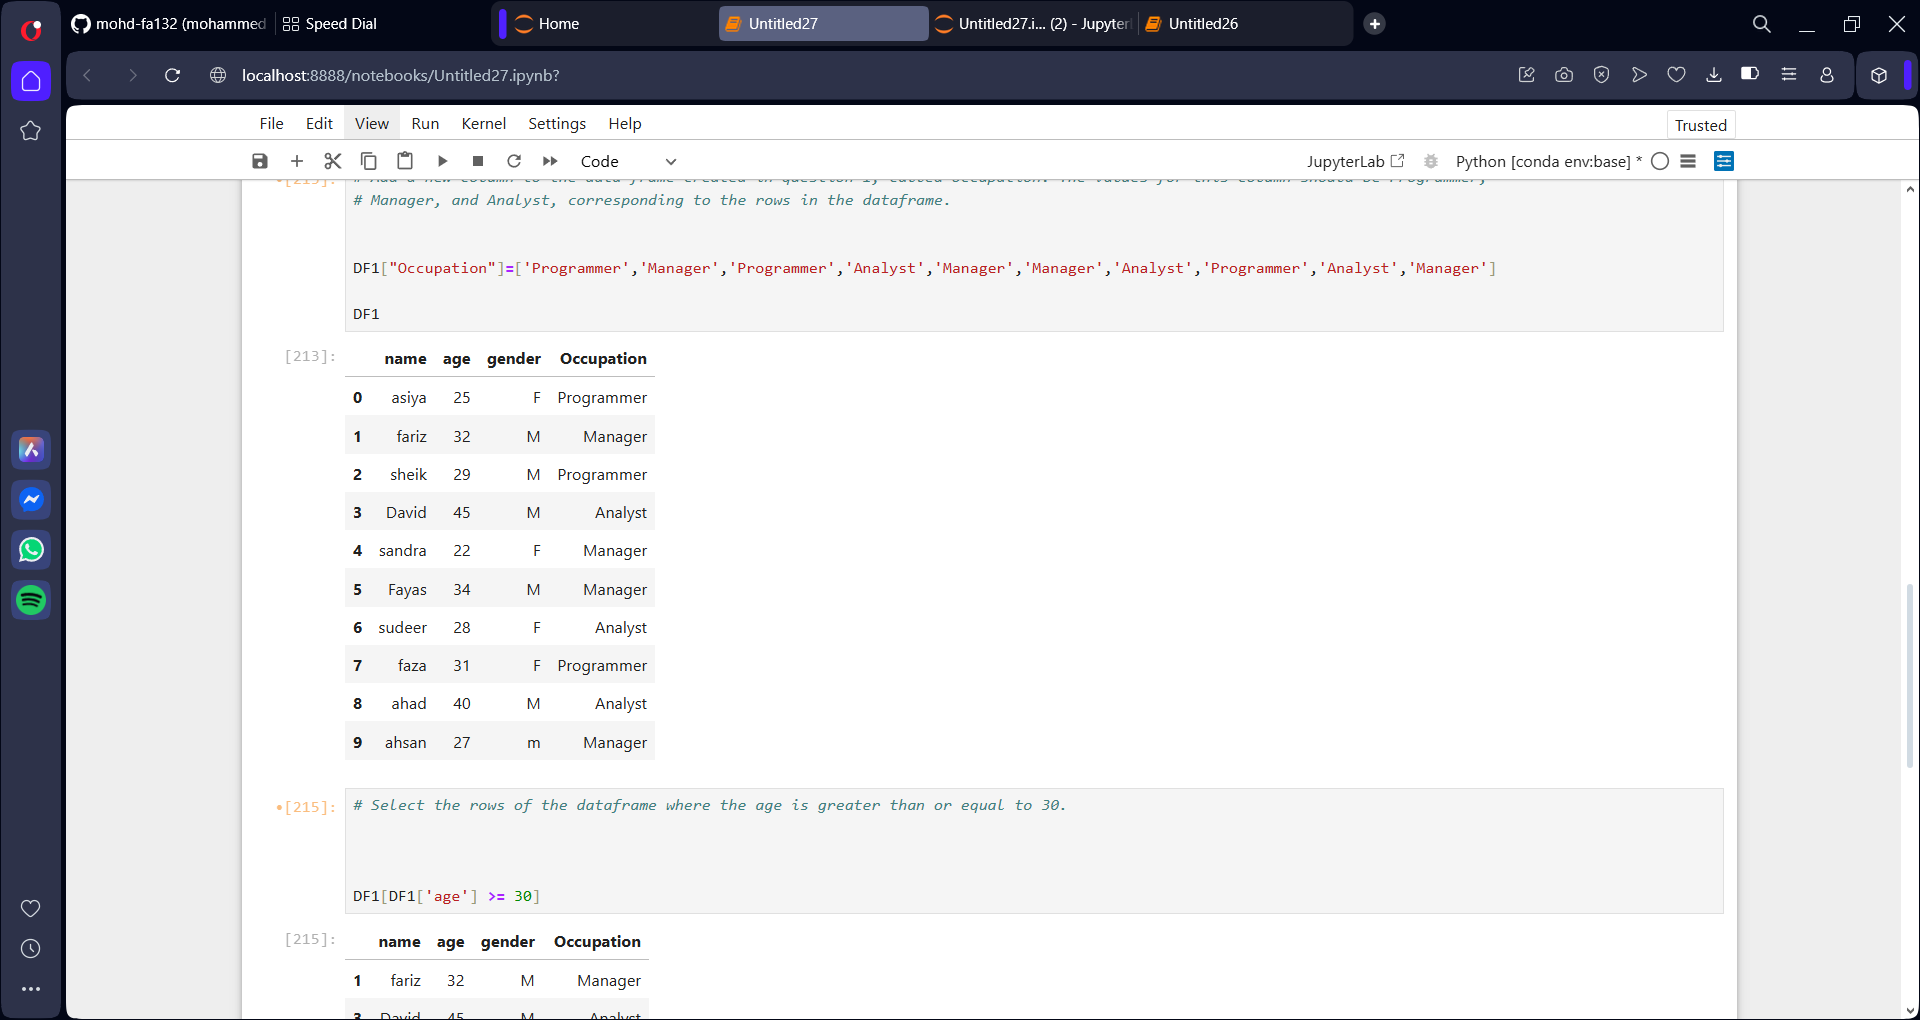 mohd-fa132 (mohammed
Speed Dial
Home
Untitled27
Untitled27.i... (2) - Jupyter
Untitled26
localhost:8888/notebooks/Untitled27.ipynb?
File Edit View Run Kernel Settings Help
Trusted
Code
JupyterLab
Python [conda env:base] *
# Manager, and Analyst, corresponding to the rows in the dataframe.
DF1["Occupation"]=['Programmer','Manager','Programmer','Analyst','Manager','Manager','Analyst','Programmer','Analyst','Manager']
DF1
[213]:
name age gender Occupation
0 asiya 25 F Programmer
1 fariz 32 M Manager
2 sheik 29 M Programmer
3 David 45 M Analyst
4 sandra 22 F Manager
5 Fayas 34 M Manager
6 sudeer 28 F Analyst
7 faza 31 F Programmer
8 ahad 40 M Analyst
9 ahsan 27 m Manager
•[215]:
# Select the rows of the dataframe where the age is greater than or equal to 30.
DF1[DF1['age'] >= 30]
[215]:
name age gender Occupation
1 fariz 32 M Manager
3 David 45 M Analyst